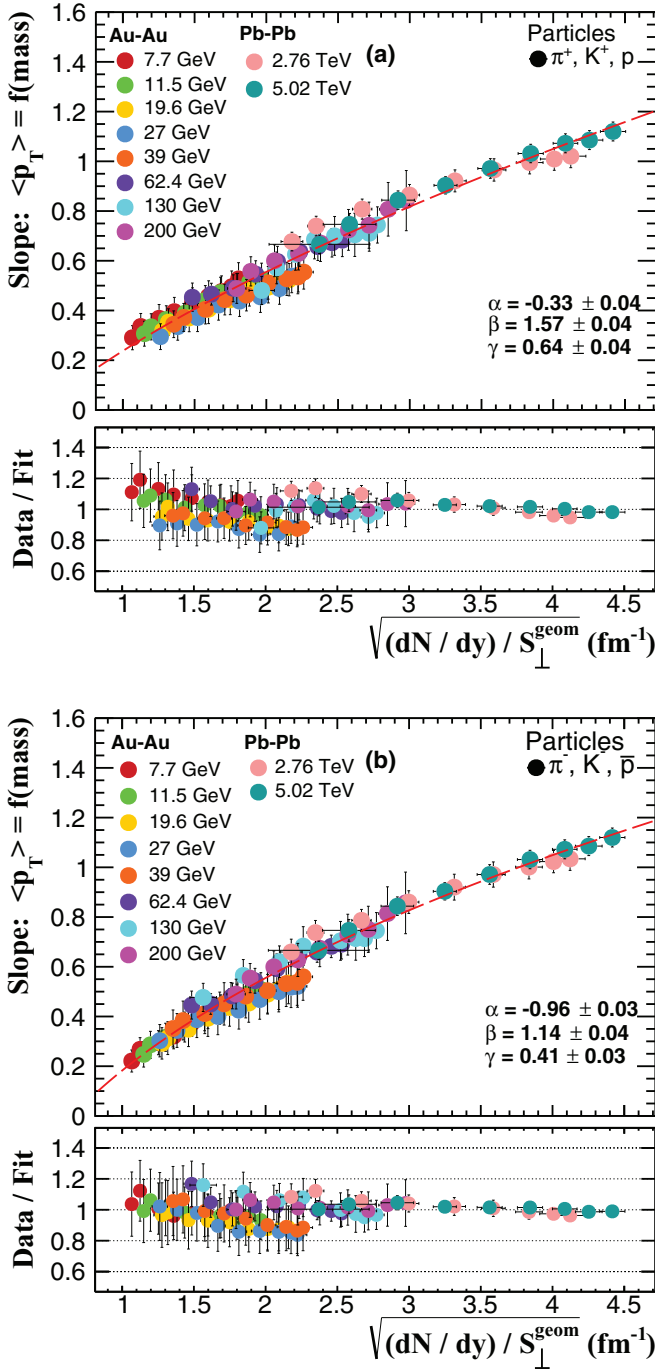 Slope: <p_T> = f(mass)
1.6
1.4
1.2
1
0.8
0.6
0.4
0.2
0
Au-Au
7.7 GeV
11.5 GeV
19.6 GeV
27 GeV
39 GeV
62.4 GeV
130 GeV
200 GeV
Pb-Pb
2.76 TeV
5.02 TeV
(a)
Particles
π⁺, K⁺, p
α = -0.33 ± 0.04
β = 1.57 ± 0.04
γ = 0.64 ± 0.04
Data / Fit
1.4
1.2
1
0.8
0.6
1 1.5 2 2.5 3 3.5 4 4.5
√(dN / dy) / S⊥^geom (fm⁻¹)
Slope: <p_T> = f(mass)
1.6
1.4
1.2
1
0.8
0.6
0.4
0.2
0
Au-Au
7.7 GeV
11.5 GeV
19.6 GeV
27 GeV
39 GeV
62.4 GeV
130 GeV
200 GeV
Pb-Pb
2.76 TeV
5.02 TeV
(b)
Particles
π⁻, K⁻, p̅
α = -0.96 ± 0.03
β = 1.14 ± 0.04
γ = 0.41 ± 0.03
Data / Fit
1.4
1.2
1
0.8
0.6
1 1.5 2 2.5 3 3.5 4 4.5
√(dN / dy) / S⊥^geom (fm⁻¹)